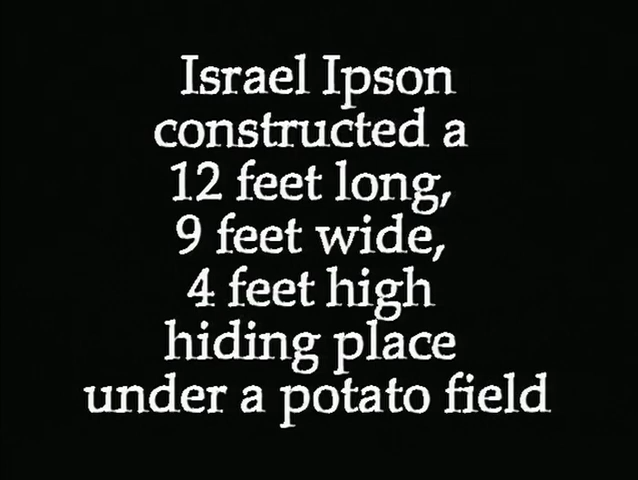 Israel Ipson
constructed a
12 feet long,
9 feet wide,
4 feet high
hiding place
under a potato field